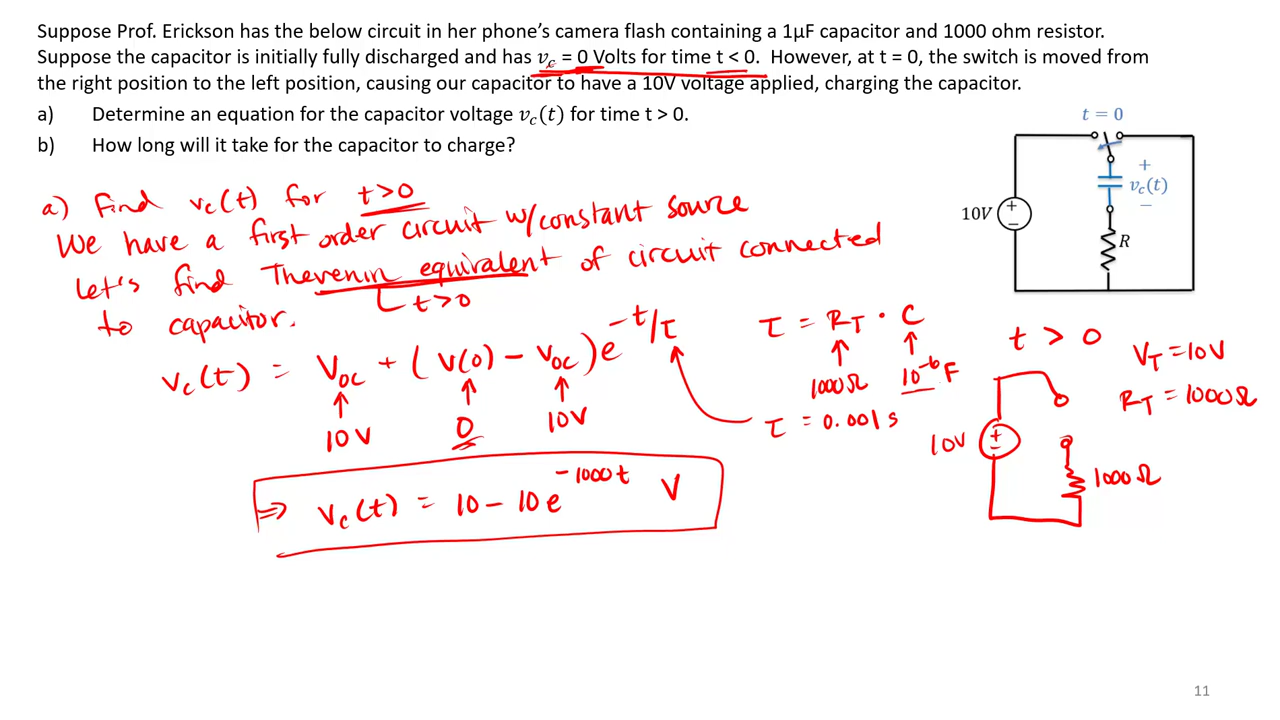 Suppose Prof. Erickson has the below circuit in her phone’s camera flash containing a 1μF capacitor and 1000 ohm resistor.
Suppose the capacitor is initially fully discharged and has v_c = 0 Volts for time t < 0. However, at t = 0, the switch is moved from
the right position to the left position, causing our capacitor to have a 10V voltage applied, charging the capacitor.
a) Determine an equation for the capacitor voltage v_c(t) for time t > 0.
b) How long will it take for the capacitor to charge?
t = 0
+
v_c(t)
−
10V
+
−
R
a) Find v_c(t) for t>0
We have a first order circuit w/constant source
Let's find Thevenin equivalent of circuit connected
t>0
to capacitor.
v_c(t) = V_OC + (V(0) − V_OC) e^{−t/τ}
10V
0
10V
τ = R_T · C
1000Ω
10^{-6} F
τ = 0.001 s
t > 0
V_T = 10V
R_T = 1000Ω
10V
+
−
1000Ω
⇒ v_c(t) = 10 − 10e^{−1000t} V
11